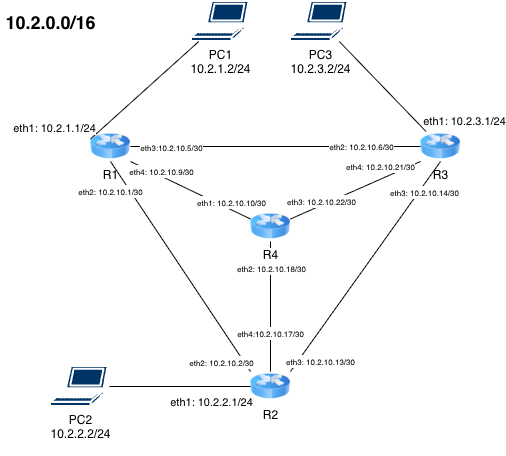 10.2.0.0/16
PC1
10.2.1.2/24
PC3
10.2.3.2/24
eth1: 10.2.1.1/24
eth1: 10.2.3.1/24
eth3:10.2.10.5/30
eth2: 10.2.10.6/30
R1
eth4: 10.2.10.9/30
eth4: 10.2.10.21/30
R3
eth2: 10.2.10.1/30
eth3: 10.2.10.14/30
eth1: 10.2.10.10/30
eth3: 10.2.10.22/30
R4
eth2: 10.2.10.18/30
eth4:10.2.10.17/30
eth2: 10.2.10.2/30
eth3: 10.2.10.13/30
eth1: 10.2.2.1/24
R2
PC2
10.2.2.2/24